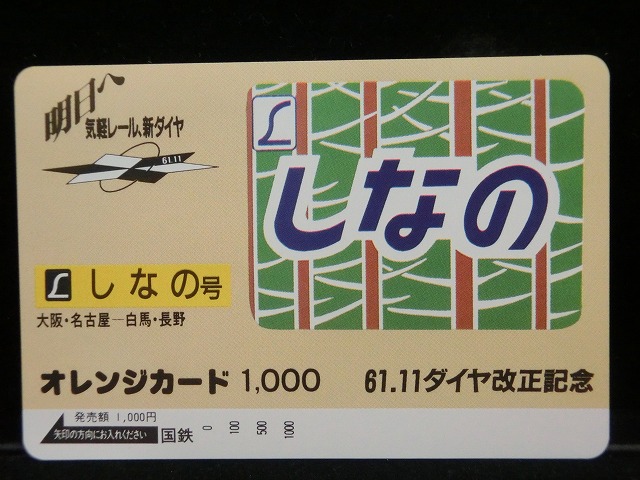 明日へ
気軽レール、新ダイヤ
61.11
L
しなの
L しなの号
大阪・名古屋―白馬・長野
オレンジカード 1,000
61.11ダイヤ改正記念
発売額 1,000円
矢印の方向にお入れください
国鉄
0 100 500 1000